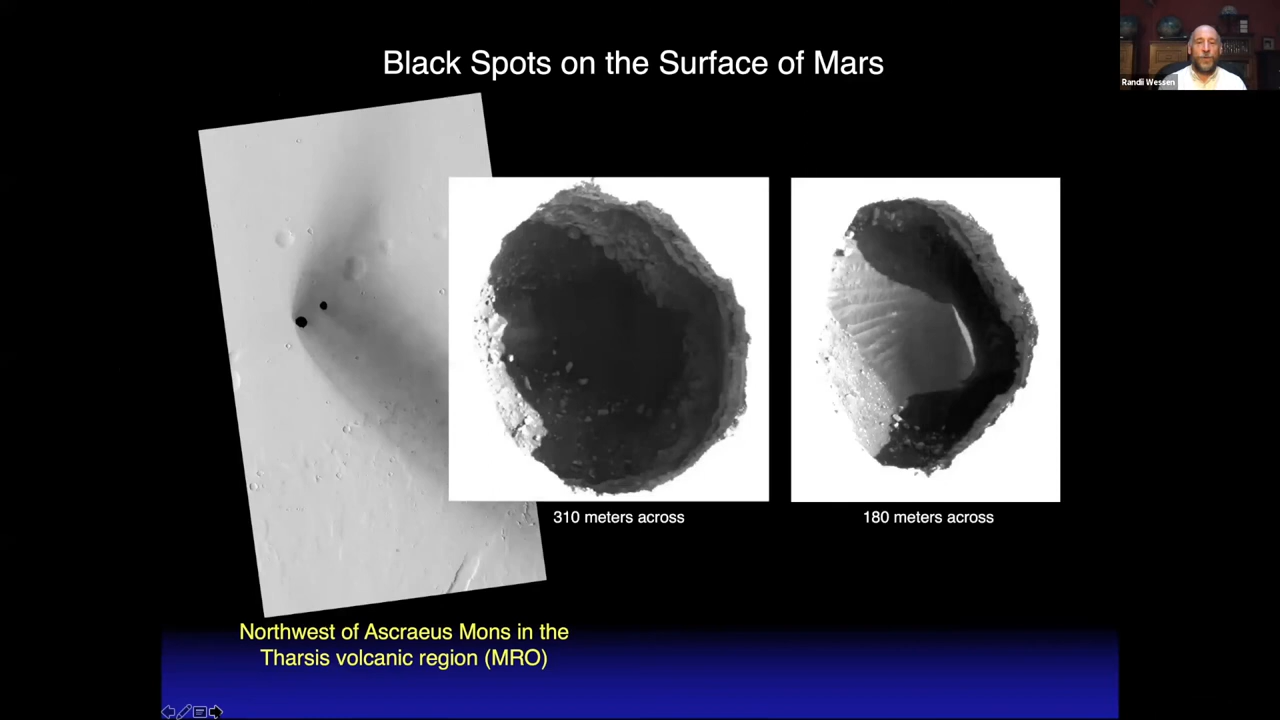 Black Spots on the Surface of Mars
Randii Wessen
310 meters across
180 meters across
Northwest of Ascraeus Mons in the
Tharsis volcanic region (MRO)